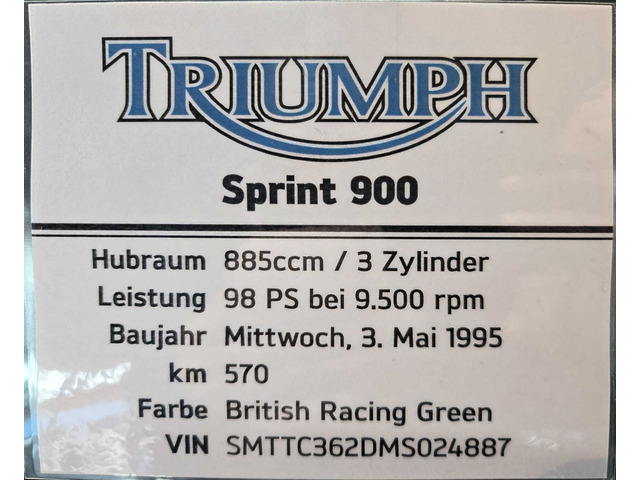 TRIUMPH
Sprint 900
Hubraum 885ccm / 3 Zylinder
Leistung 98 PS bei 9.500 rpm
Baujahr Mittwoch, 3. Mai 1995
km 570
Farbe British Racing Green
VIN SMTTC362DMS024887